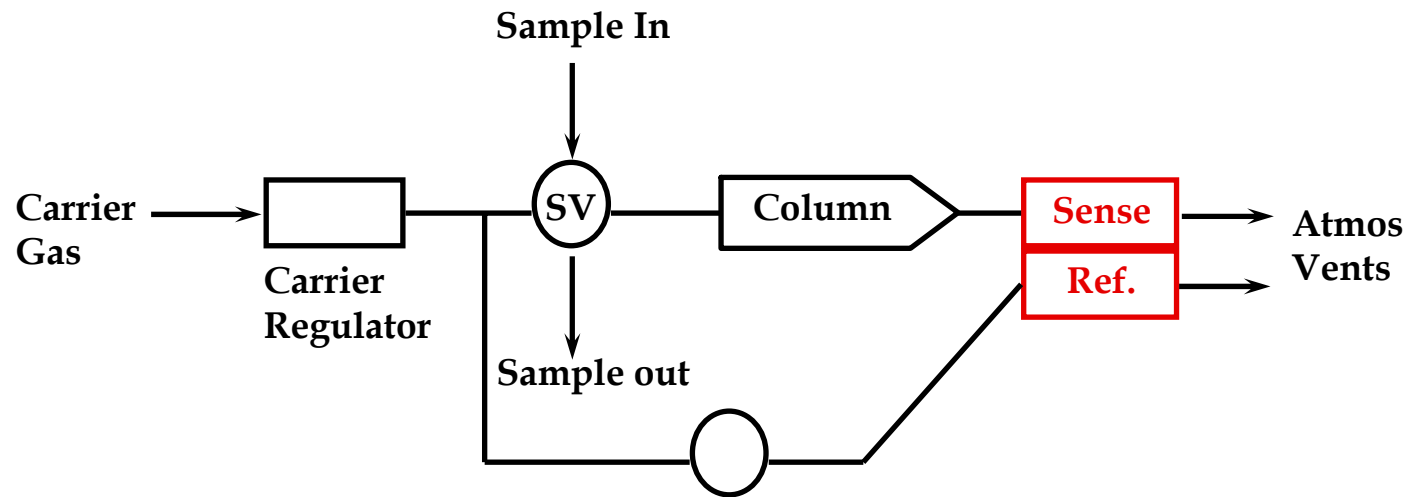 Sample In
Carrier
Gas
SV
Column
Sense
Atmos
Vents
Ref.
Carrier
Regulator
Sample out